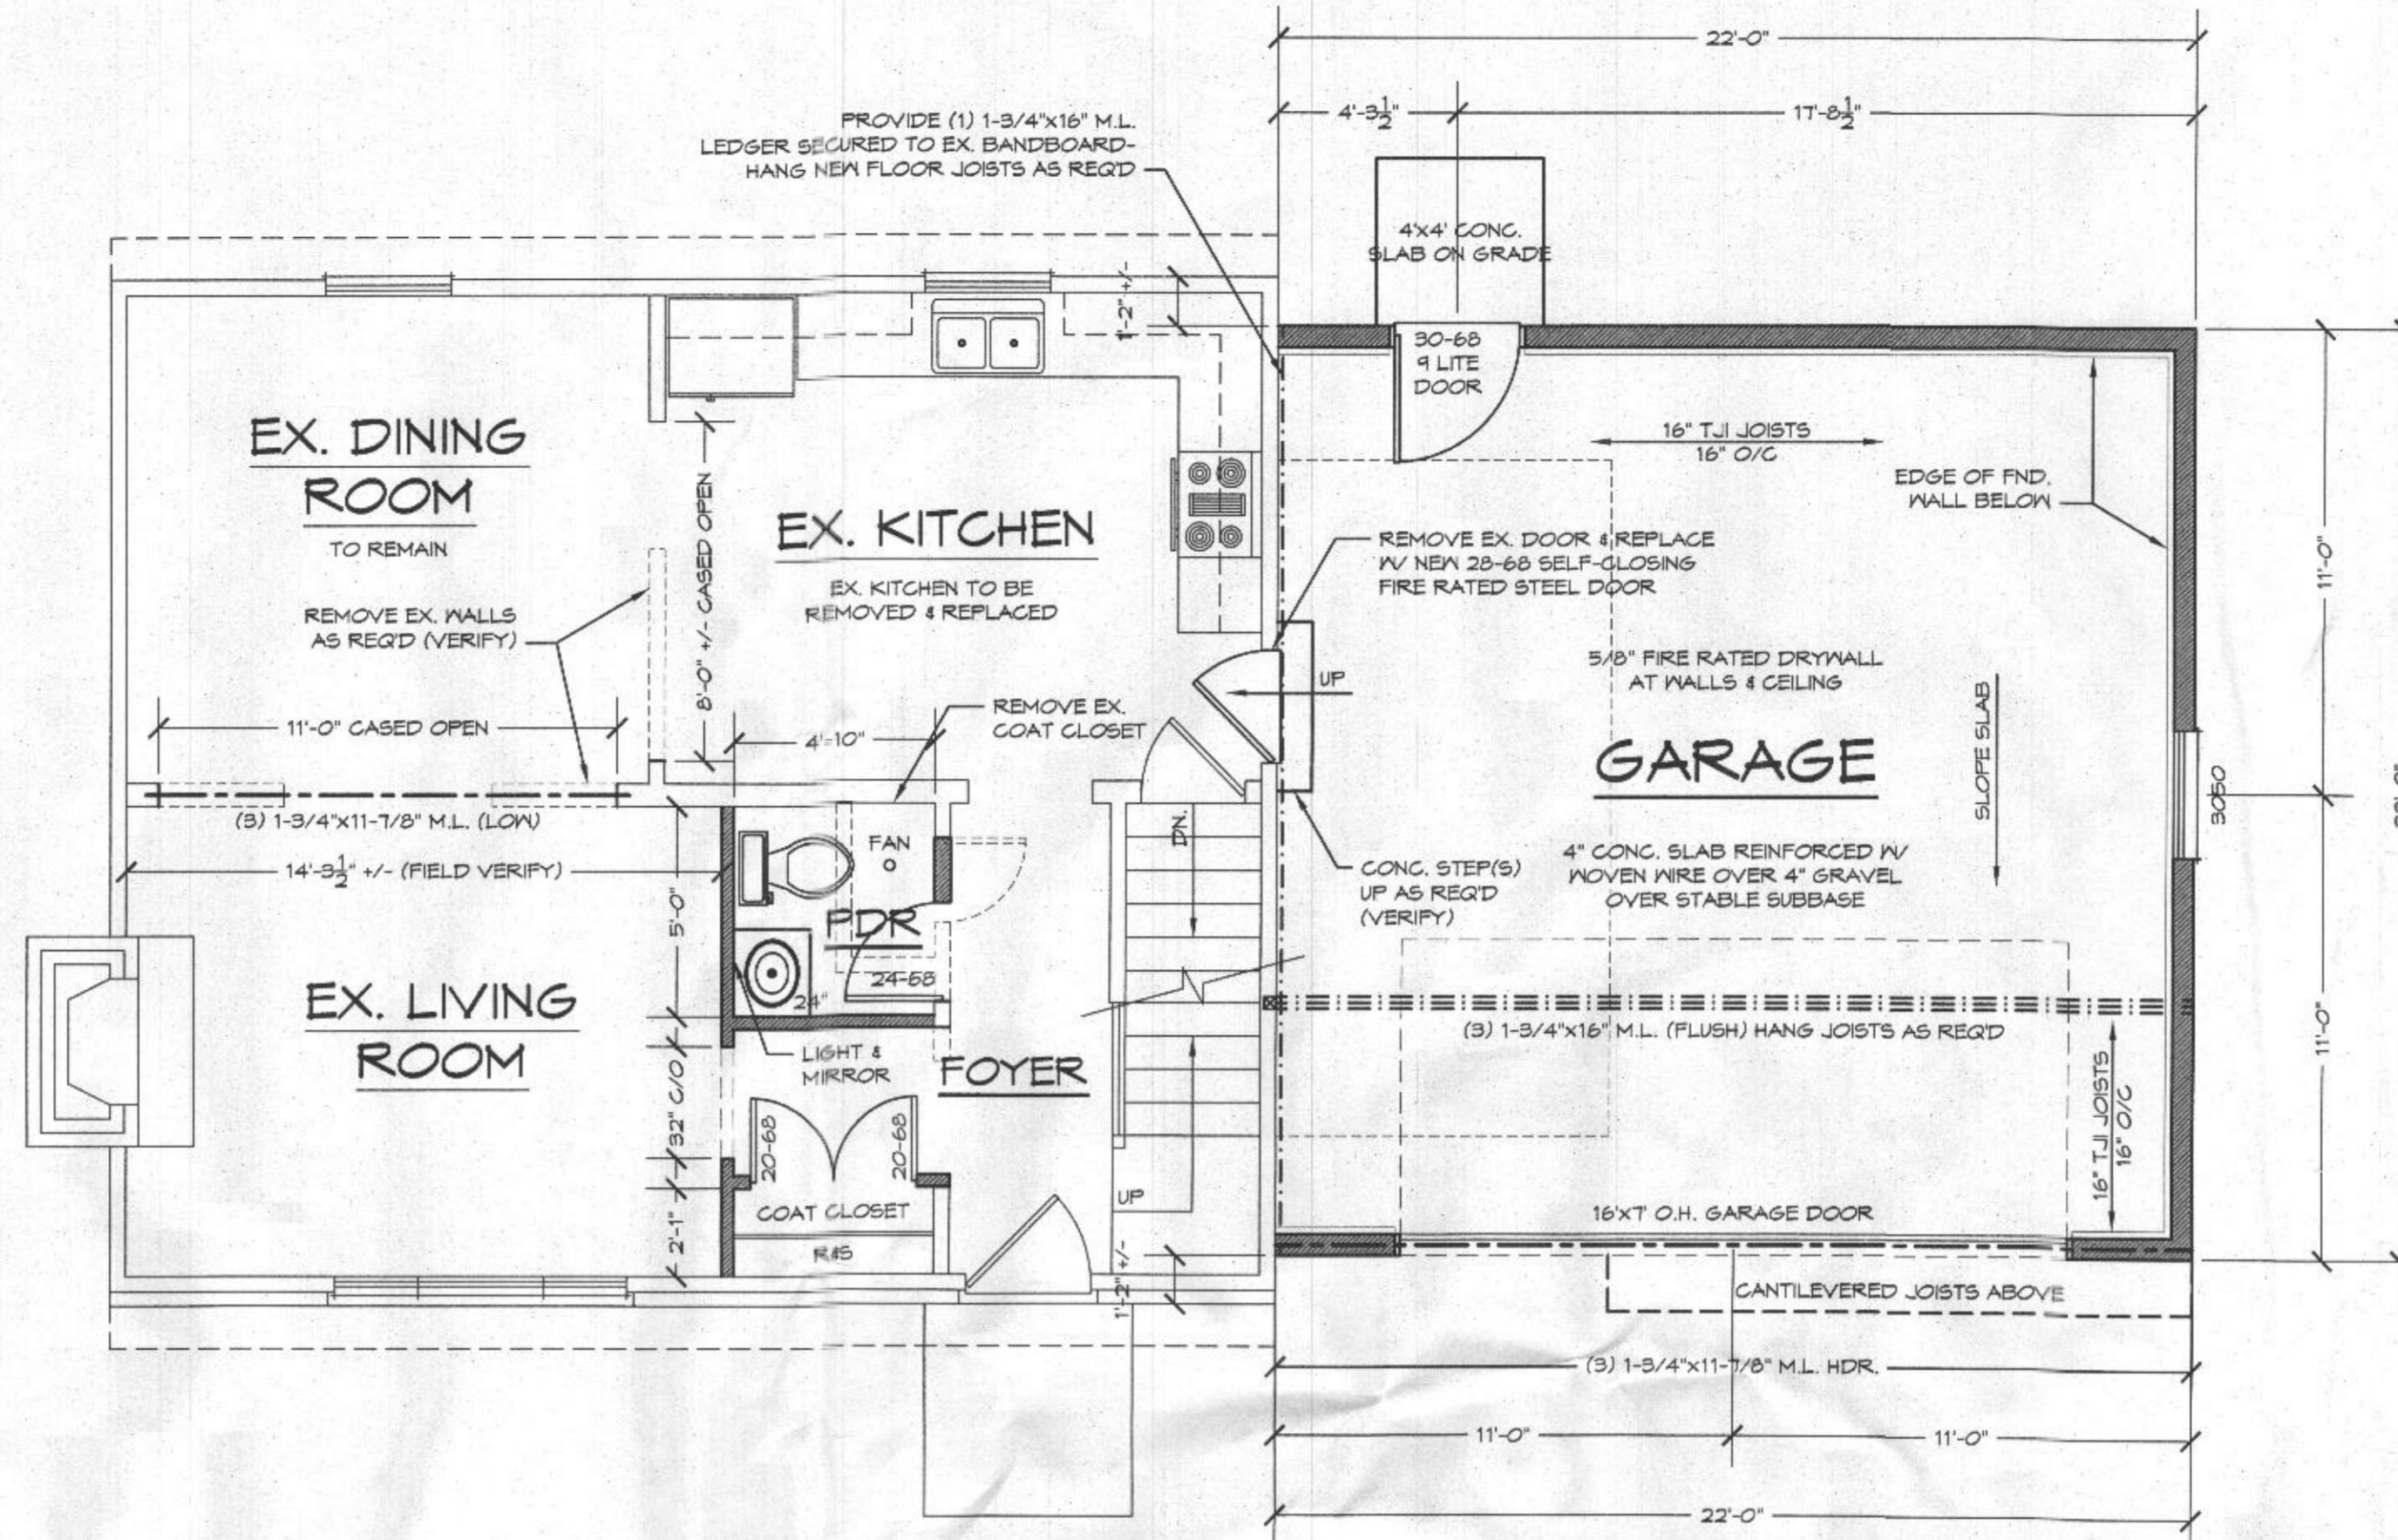 22'-0"
4'-3½"
17'-8½"
PROVIDE (1) 1-3/4"x16" M.L.
LEDGER SECURED TO EX. BANDBOARD-
HANG NEW FLOOR JOISTS AS REQ'D
4'x4' CONC.
SLAB ON GRADE
1'-2" +/-
30-68
9 LITE
DOOR
EX. DINING
ROOM
TO REMAIN
8'-0" +/- CASED OPEN
EX. KITCHEN
EX. KITCHEN TO BE
REMOVED & REPLACED
16" TJI JOISTS
16" O/C
EDGE OF FND.
WALL BELOW
REMOVE EX. DOOR & REPLACE
W/ NEW 28-68 SELF-CLOSING
FIRE RATED STEEL DOOR
11'-0"
REMOVE EX. WALLS
AS REQ'D (VERIFY)
5/8" FIRE RATED DRYWALL
AT WALLS & CEILING
UP
SLOPE SLAB
REMOVE EX.
COAT CLOSET
11'-0" CASED OPEN
4'-10"
GARAGE
3050
(3) 1-3/4"x11-7/8" M.L. (LOW)
DN.
FAN
14'-3½" +/- (FIELD VERIFY)
CONC. STEP(S)
UP AS REQ'D
(VERIFY)
4" CONC. SLAB REINFORCED W/
WOVEN WIRE OVER 4" GRAVEL
OVER STABLE SUBBASE
5'-0"
PDR
24-68
24"
EX. LIVING
ROOM
(3) 1-3/4"x16" M.L. (FLUSH) HANG JOISTS AS REQ'D
11'-0"
LIGHT &
MIRROR
FOYER
32" C/O
20-68
20-68
16" TJI JOISTS
16" O/C
UP
COAT CLOSET
R&S
2'-1"
1'-2" +/-
16'x7' O.H. GARAGE DOOR
CANTILEVERED JOISTS ABOVE
(3) 1-3/4"x11-7/8" M.L. HDR.
11'-0"
11'-0"
22'-0"